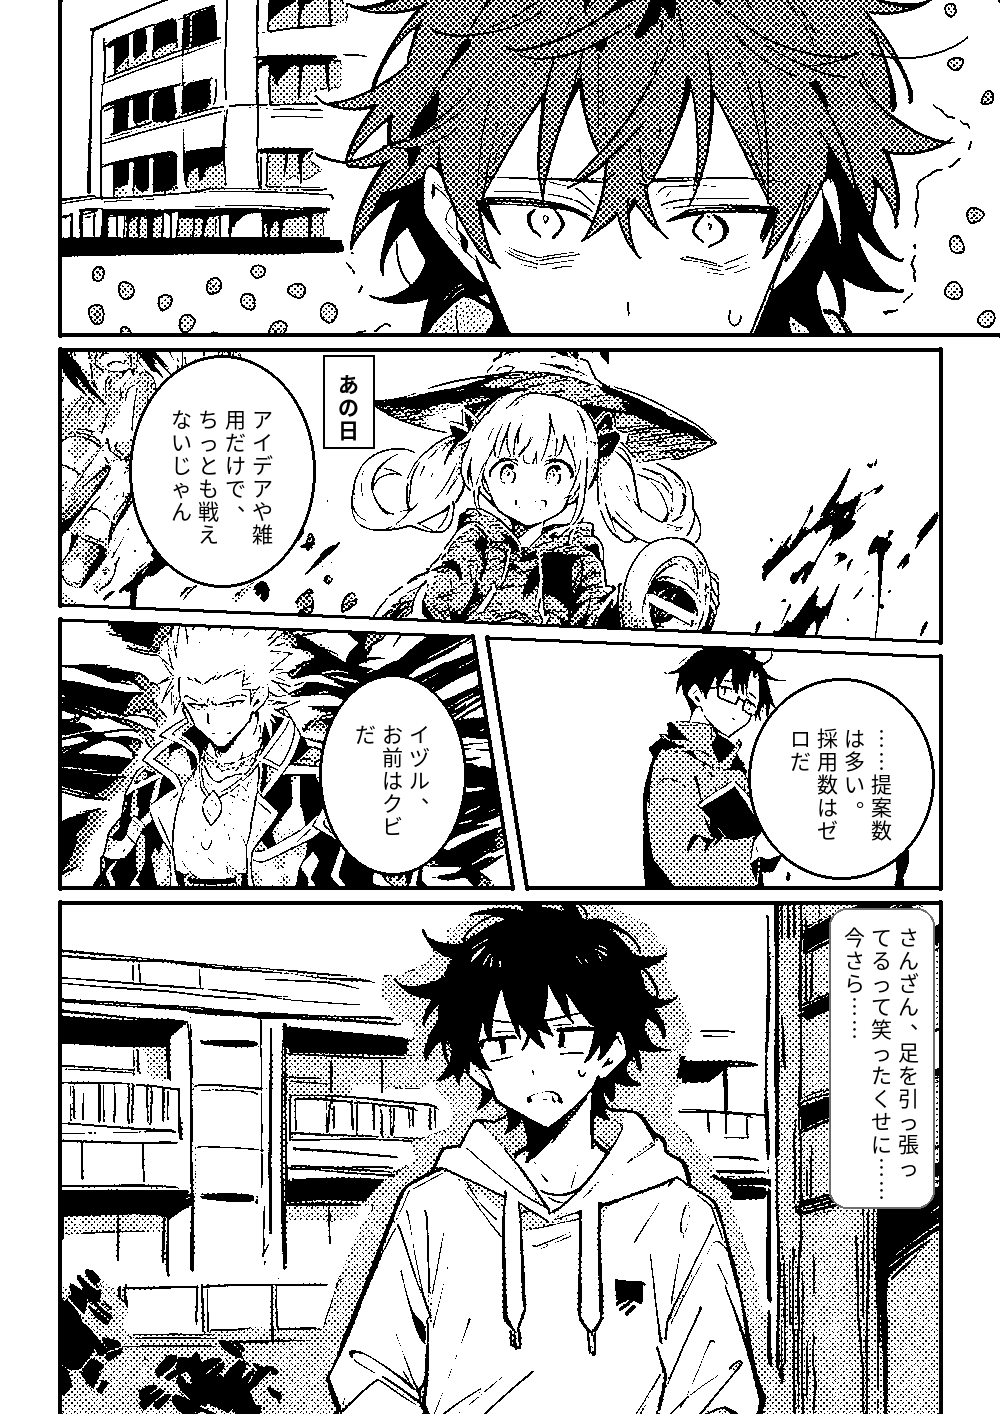 あの日
アイデアや雑
用だけで、
ちっとも戦え
ないじゃん
……提案数
は多い。
採用数はゼ
ロだ
イヅル、
お前はクビ
だ
さんざん、足を引っ張っ
てるって笑ったくせに……
今さら……